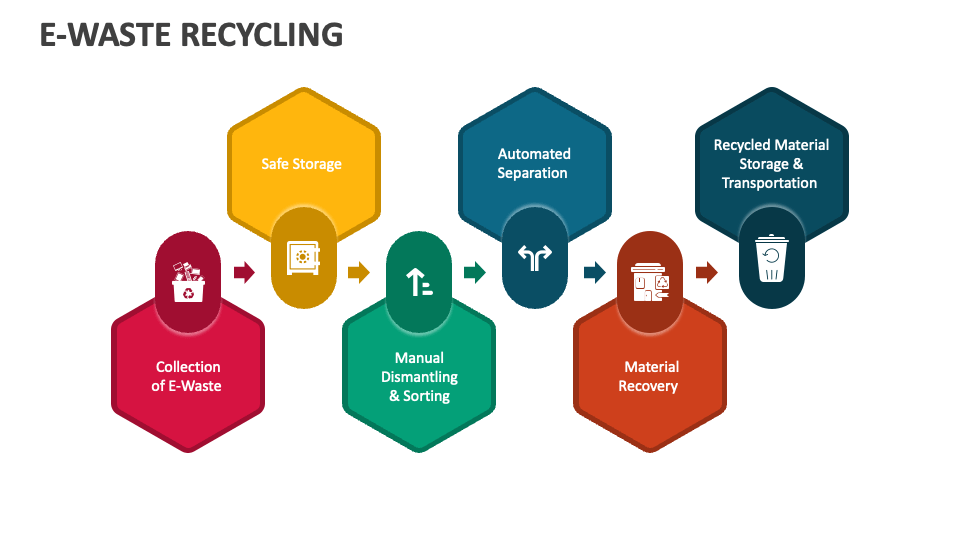 E-WASTE RECYCLING
Collection
of E-Waste
Safe Storage
Manual
Dismantling
& Sorting
Automated
Separation
Material
Recovery
Recycled Material
Storage &
Transportation